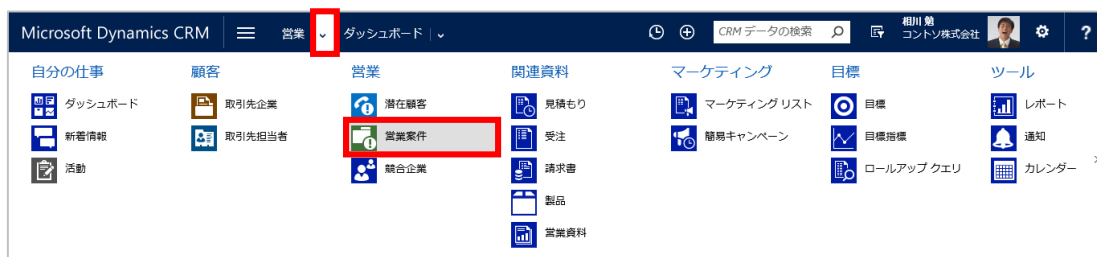 Microsoft Dynamics CRM 営業 ダッシュボード CRM データの検索 相川 勉
コントソ株式会社 ?
自分の仕事 顧客 営業 関連資料 マーケティング 目標 ツール
ダッシュボード 取引先企業 潜在顧客 見積もり マーケティング リスト 目標 レポート
新着情報 取引先担当者 営業案件 受注 簡易キャンペーン 目標指標 通知
活動 競合企業 請求書 ロールアップ クエリ カレンダー
製品
営業資料